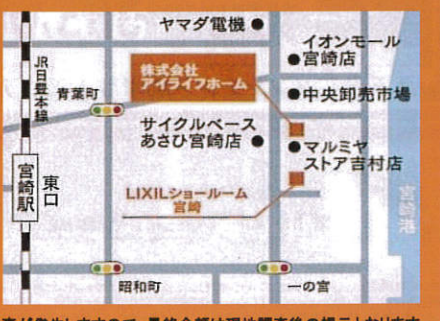 ヤマダ電機
イオンモール
宮崎店
JR日豊本線
株式会社
アイライフホーム
青葉町
中央卸売市場
サイクルベース
あさひ宮崎店
マルミヤ
ストア吉村店
宮崎駅
東口
LIXILショールーム
宮崎
昭和町
一の宮